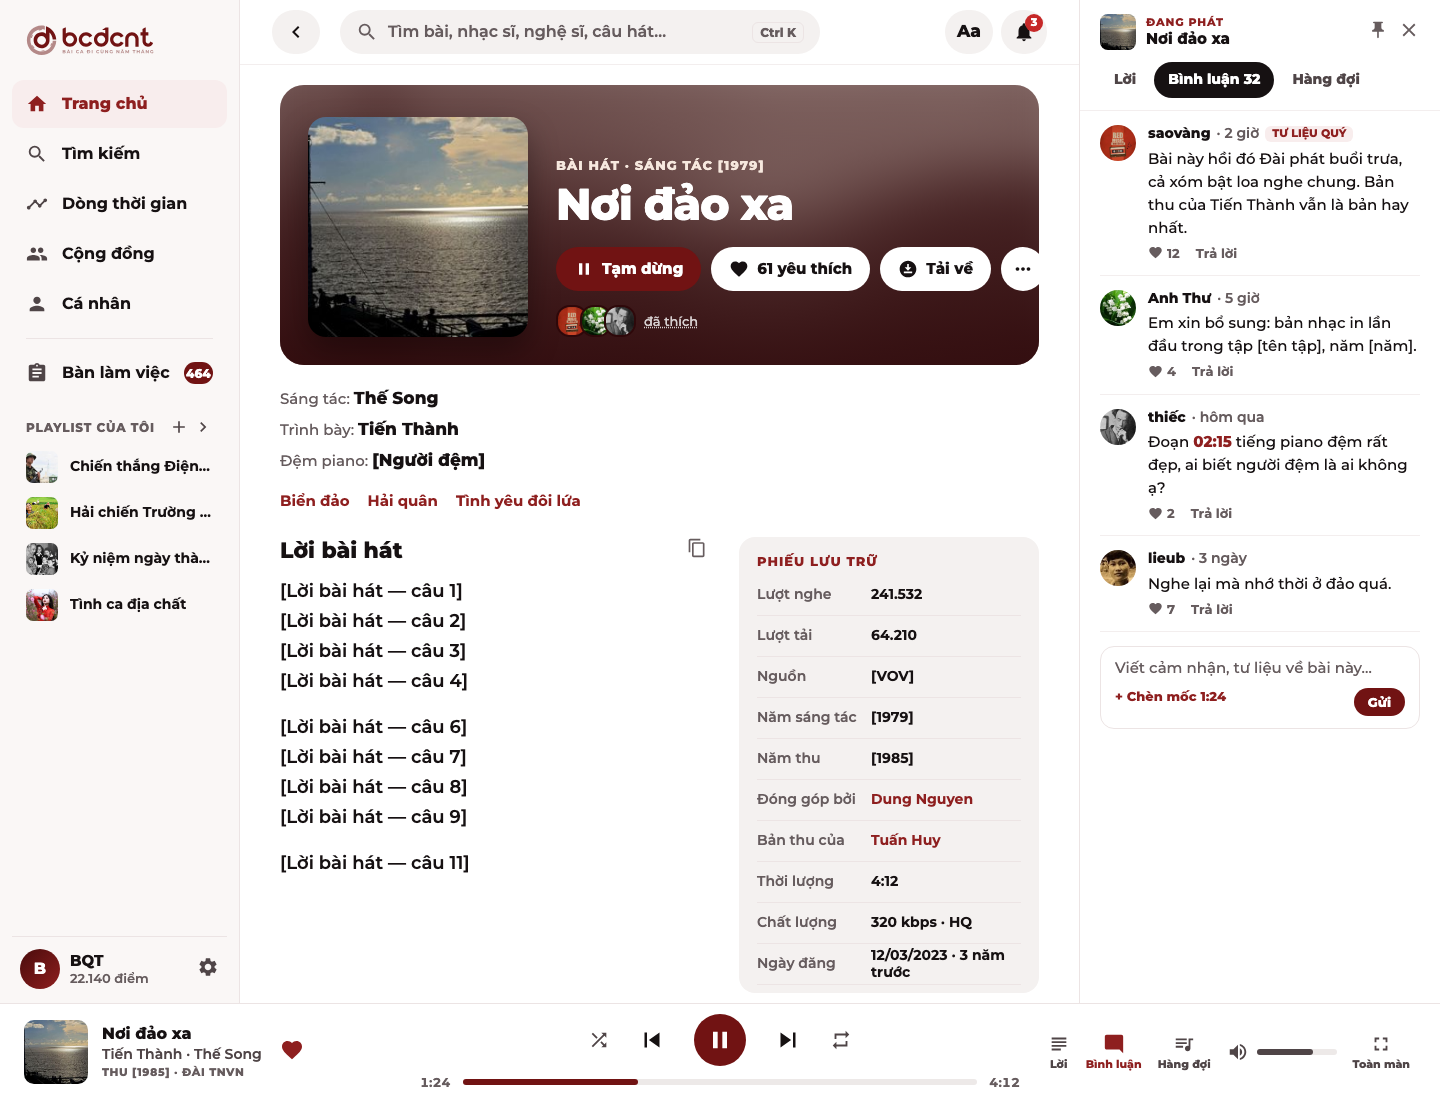 bcdcnt
BÀI CA ĐI CÙNG NĂM THÁNG
Trang chủ
Tìm kiếm
Dòng thời gian
Cộng đồng
Cá nhân
Bàn làm việc 464
PLAYLIST CỦA TÔI
Chiến thắng Điện...
Hải chiến Trường ...
Kỷ niệm ngày thà...
Tình ca địa chất
B
BQT
22.140 điểm
Tìm bài, nhạc sĩ, nghệ sĩ, câu hát...
Ctrl K
Aa
3
BÀI HÁT · SÁNG TÁC [1979]
Nơi đảo xa
Tạm dừng
61 yêu thích
Tải về
đã thích
Sáng tác: Thế Song
Trình bày: Tiến Thành
Đệm piano: [Người đệm]
Biển đảo Hải quân Tình yêu đôi lứa
Lời bài hát
[Lời bài hát — câu 1]
[Lời bài hát — câu 2]
[Lời bài hát — câu 3]
[Lời bài hát — câu 4]
[Lời bài hát — câu 6]
[Lời bài hát — câu 7]
[Lời bài hát — câu 8]
[Lời bài hát — câu 9]
[Lời bài hát — câu 11]
PHIẾU LƯU TRỮ
Lượt nghe 241.532
Lượt tải 64.210
Nguồn [VOV]
Năm sáng tác [1979]
Năm thu [1985]
Đóng góp bởi Dung Nguyen
Bản thu của Tuấn Huy
Thời lượng 4:12
Chất lượng 320 kbps · HQ
Ngày đăng 12/03/2023 · 3 năm
trước
ĐANG PHÁT
Nơi đảo xa
Lời
Bình luận 32
Hàng đợi
saovàng · 2 giờ TƯ LIỆU QUÝ
Bài này hồi đó Đài phát buổi trưa,
cả xóm bật loa nghe chung. Bản
thu của Tiến Thành vẫn là bản hay
nhất.
12 Trả lời
Anh Thư · 5 giờ
Em xin bổ sung: bản nhạc in lần
đầu trong tập [tên tập], năm [năm].
4 Trả lời
thiếc · hôm qua
Đoạn 02:15 tiếng piano đệm rất
đẹp, ai biết người đệm là ai không
ạ?
2 Trả lời
lieub · 3 ngày
Nghe lại mà nhớ thời ở đảo quá.
7 Trả lời
Viết cảm nhận, tư liệu về bài này...
+ Chèn mốc 1:24
Gửi
Nơi đảo xa
Tiến Thành · Thế Song
THU [1985] · ĐÀI TNVN
1:24
4:12
Lời
Bình luận
Hàng đợi
Toàn màn